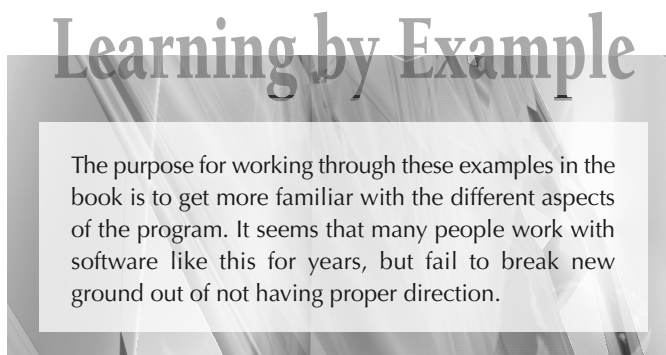 Learning by Example
The purpose for working through these examples in the
book is to get more familiar with the different aspects
of the program. It seems that many people work with
software like this for years, but fail to break new
ground out of not having proper direction.